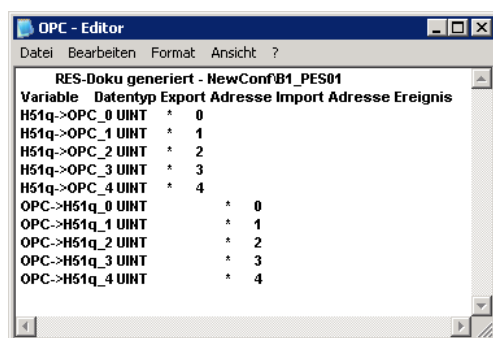 OPC - Editor
Datei Bearbeiten Format Ansicht ?
RES-Doku generiert - NewConf\B1_PES01
Variable Datentyp Export Adresse Import Adresse Ereignis
H51q->OPC_0 UINT * 0
H51q->OPC_1 UINT * 1
H51q->OPC_2 UINT * 2
H51q->OPC_3 UINT * 3
H51q->OPC_4 UINT * 4
OPC->H51q_0 UINT * 0
OPC->H51q_1 UINT * 1
OPC->H51q_2 UINT * 2
OPC->H51q_3 UINT * 3
OPC->H51q_4 UINT * 4